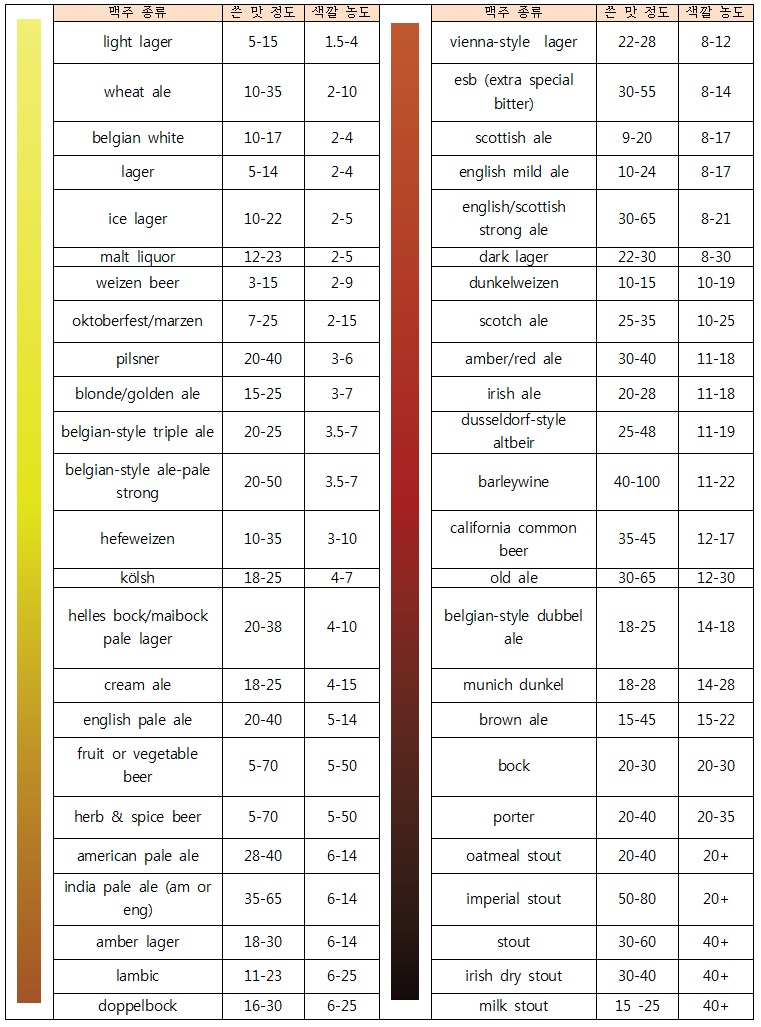 맥주 종류 쓴 맛 정도 색깔 농도
light lager 5-15 1.5-4
wheat ale 10-35 2-10
belgian white 10-17 2-4
lager 5-14 2-4
ice lager 10-22 2-5
malt liquor 12-23 2-5
weizen beer 3-15 2-9
oktoberfest/marzen 7-25 2-15
pilsner 20-40 3-6
blonde/golden ale 15-25 3-7
belgian-style triple ale 20-25 3.5-7
belgian-style ale-pale
strong 20-50 3.5-7
hefeweizen 10-35 3-10
kölsh 18-25 4-7
helles bock/maibock
pale lager 20-38 4-10
cream ale 18-25 4-15
english pale ale 20-40 5-14
fruit or vegetable
beer 5-70 5-50
herb & spice beer 5-70 5-50
american pale ale 28-40 6-14
india pale ale (am or
eng) 35-65 6-14
amber lager 18-30 6-14
lambic 11-23 6-25
doppelbock 16-30 6-25
맥주 종류 쓴 맛 정도 색깔 농도
vienna-style lager 22-28 8-12
esb (extra special
bitter) 30-55 8-14
scottish ale 9-20 8-17
english mild ale 10-24 8-17
english/scottish
strong ale 30-65 8-21
dark lager 22-30 8-30
dunkelweizen 10-15 10-19
scotch ale 25-35 10-25
amber/red ale 30-40 11-18
irish ale 20-28 11-18
dusseldorf-style
altbeir 25-48 11-19
barleywine 40-100 11-22
california common
beer 35-45 12-17
old ale 30-65 12-30
belgian-style dubbel
ale 18-25 14-18
munich dunkel 18-28 14-28
brown ale 15-45 15-22
bock 20-30 20-30
porter 20-40 20-35
oatmeal stout 20-40 20+
imperial stout 50-80 20+
stout 30-60 40+
irish dry stout 30-40 40+
milk stout 15 -25 40+